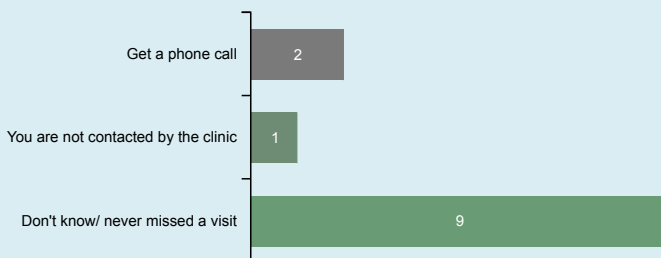 Get a phone call
2
You are not contacted by the clinic
1
Don't know/ never missed a visit
9